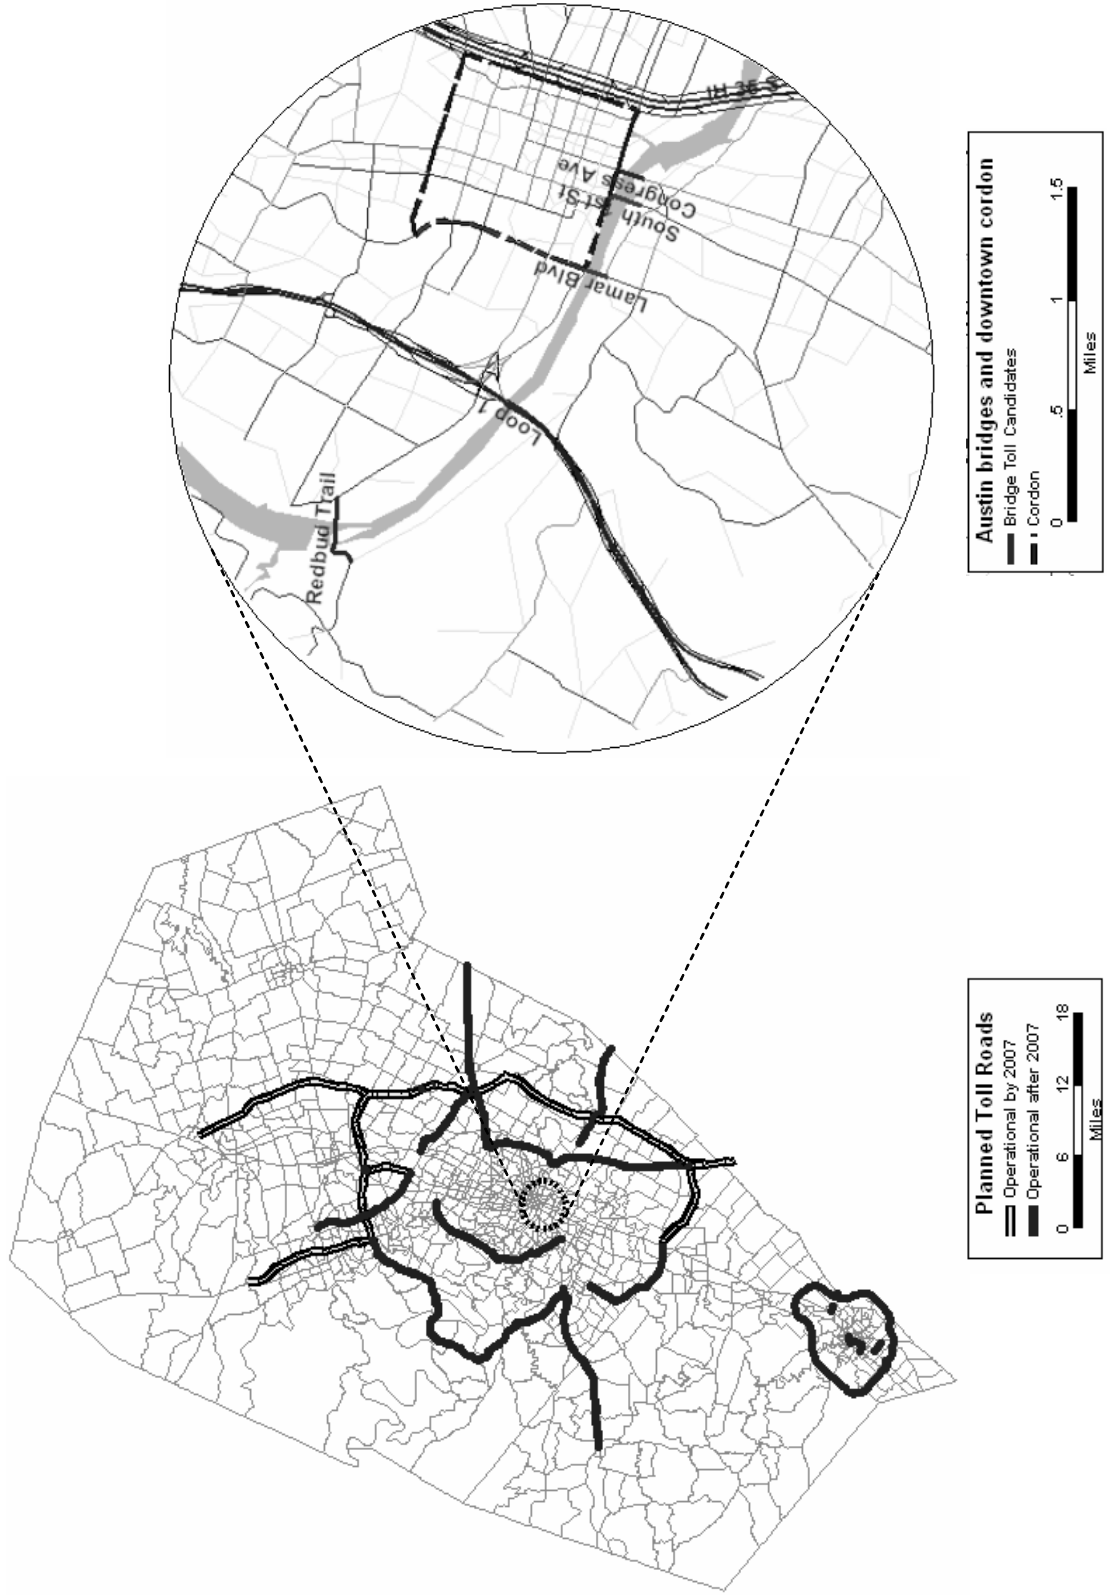 Redbud Trail
Loop 1
Lamar Blvd
South 1st St
Congress Ave
IH 35 S
Planned Toll Roads
Operational by 2007
Operational after 2007
0 6 12 18
Miles
Austin bridges and downtown cordon
Bridge Toll Candidates
Cordon
0 .5 1 1.5
Miles